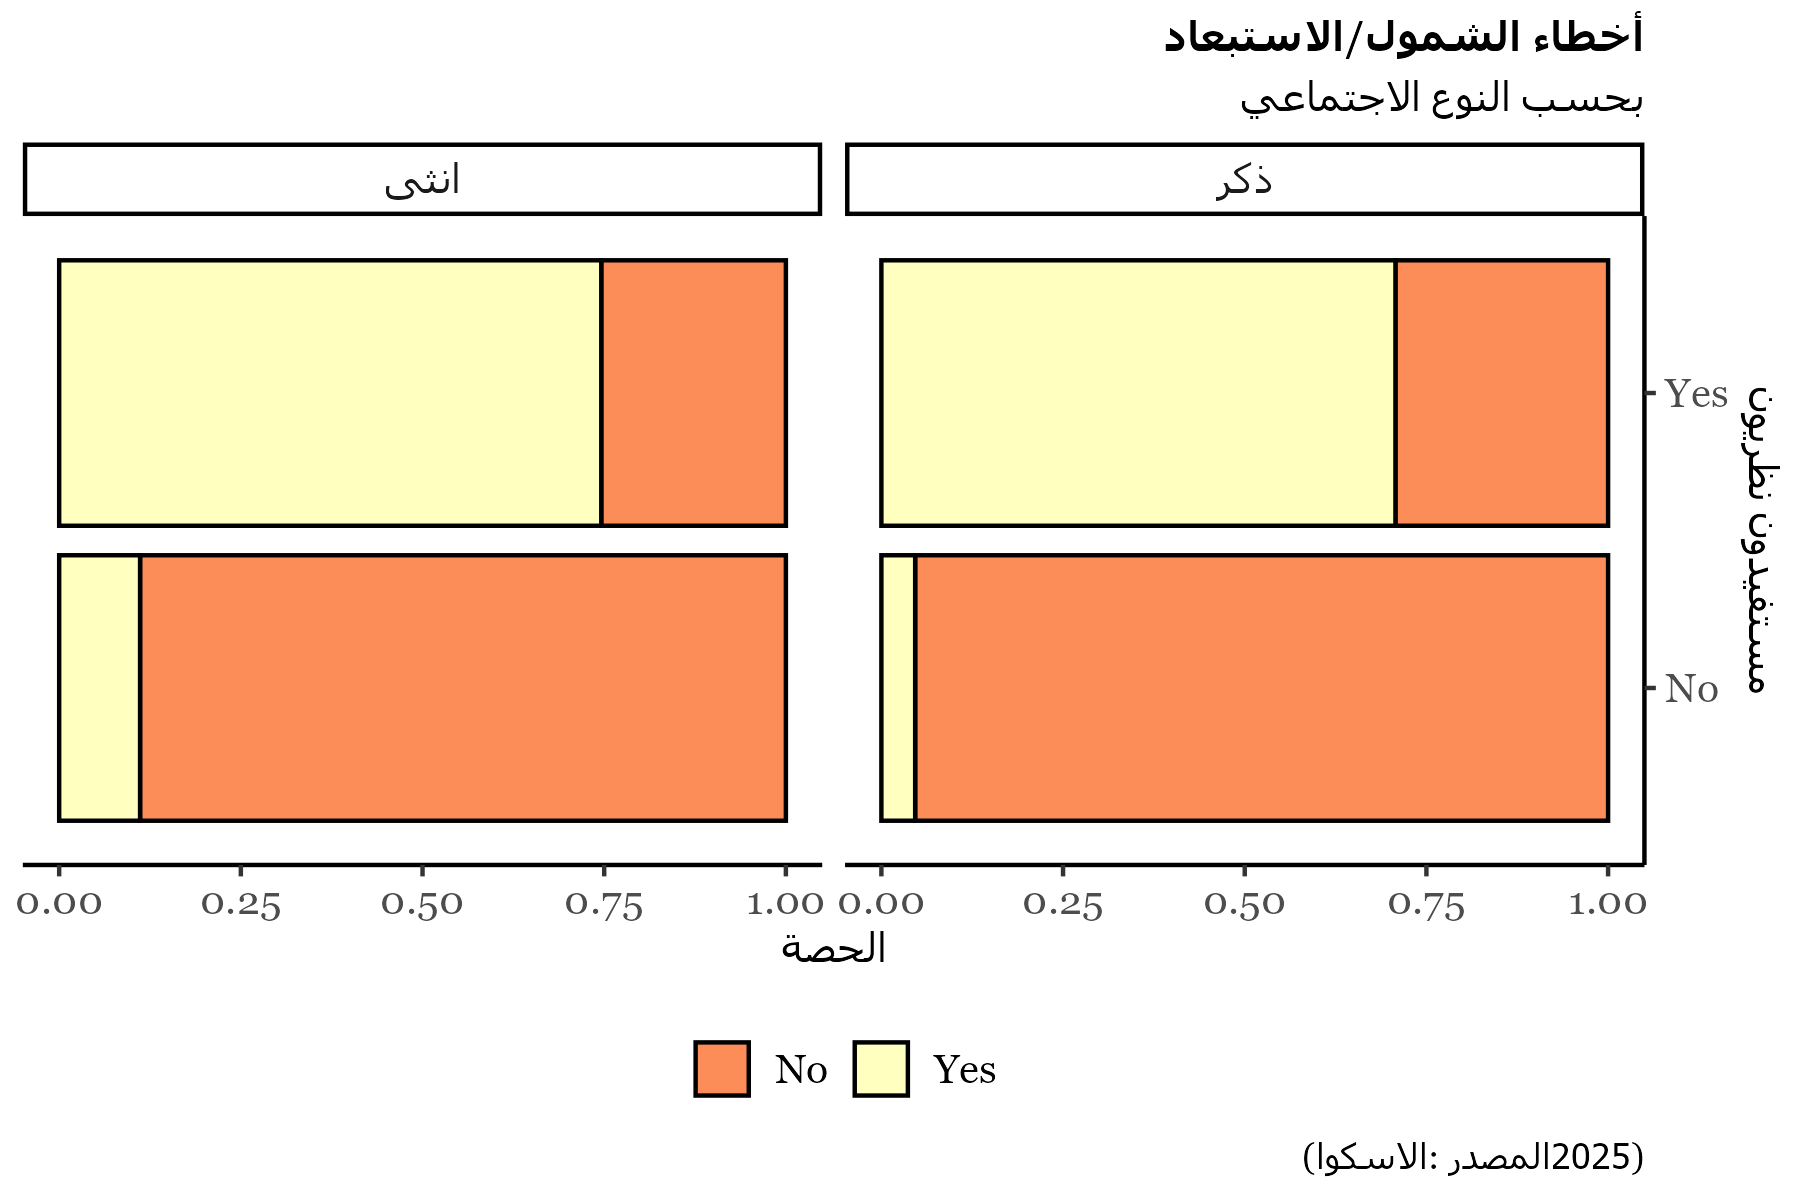 أخطاء الشمول/الاستبعاد
بحسب النوع الاجتماعي
ذكر
انثى
Yes
No
مستفيدون نظريون
0.00 0.25 0.50 0.75 1.00
0.00 0.25 0.50 0.75 1.00
الحصة
No
Yes
(2025المصدر :الاسكوا)